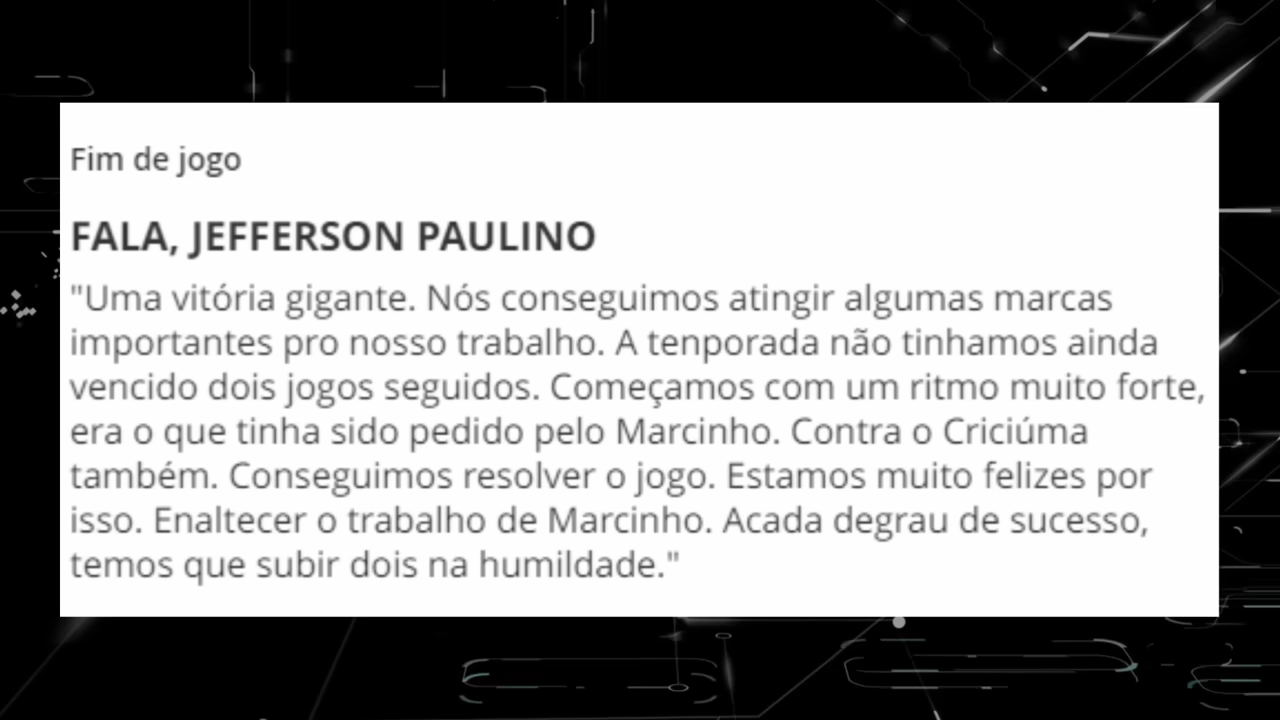 Fim de jogo
FALA, JEFFERSON PAULINO
"Uma vitória gigante. Nós conseguimos atingir algumas marcas
importantes pro nosso trabalho. A tenporada não tinhamos ainda
vencido dois jogos seguidos. Começamos com um ritmo muito forte,
era o que tinha sido pedido pelo Marcinho. Contra o Criciúma
também. Conseguimos resolver o jogo. Estamos muito felizes por
isso. Enaltecer o trabalho de Marcinho. Acada degrau de sucesso,
temos que subir dois na humildade."